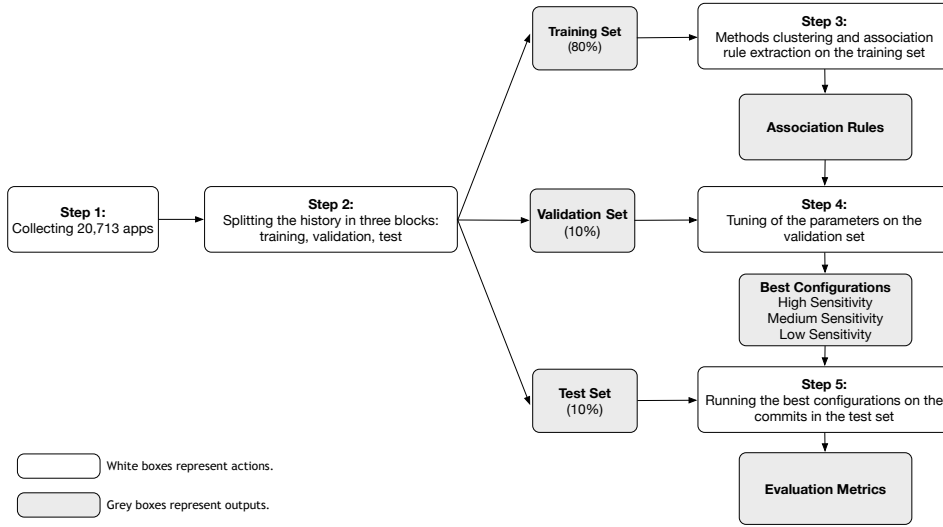 Training Set
(80%)
Step 3:
Methods clustering and association
rule extraction on the training set
Association Rules
Step 1:
Collecting 20,713 apps
Step 2:
Splitting the history in three blocks:
training, validation, test
Validation Set
(10%)
Step 4:
Tuning of the parameters on the
validation set
Best Configurations
High Sensitivity
Medium Sensitivity
Low Sensitivity
Test Set
(10%)
Step 5:
Running the best configurations on the
commits in the test set
Evaluation Metrics
White boxes represent actions.
Grey boxes represent outputs.